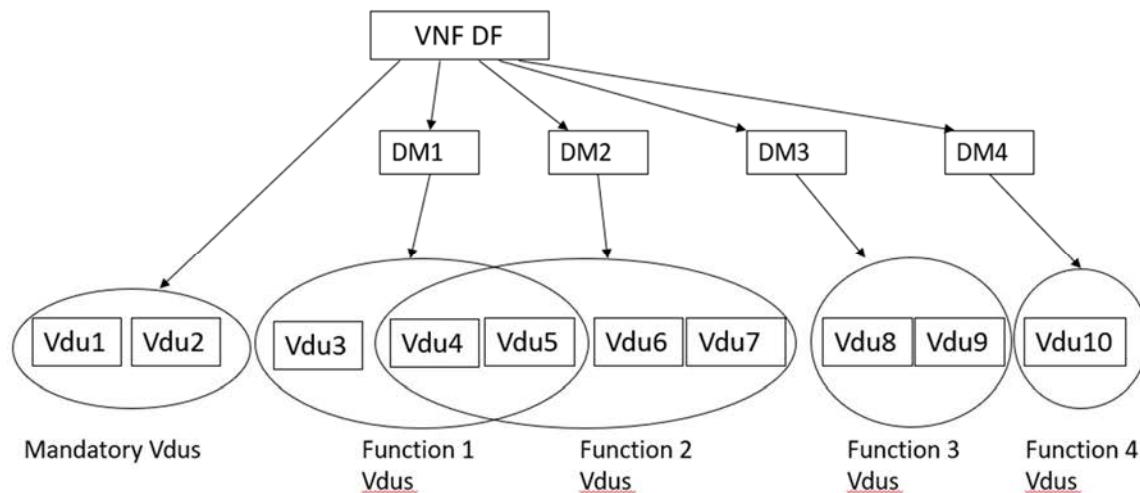 VNF DF
DM1 DM2 DM3 DM4
Vdu1 Vdu2 Vdu3 Vdu4 Vdu5 Vdu6 Vdu7 Vdu8 Vdu9 Vdu10
Mandatory Vdus Function 1 Function 2 Function 3 Function 4
Vdus Vdus Vdus Vdus